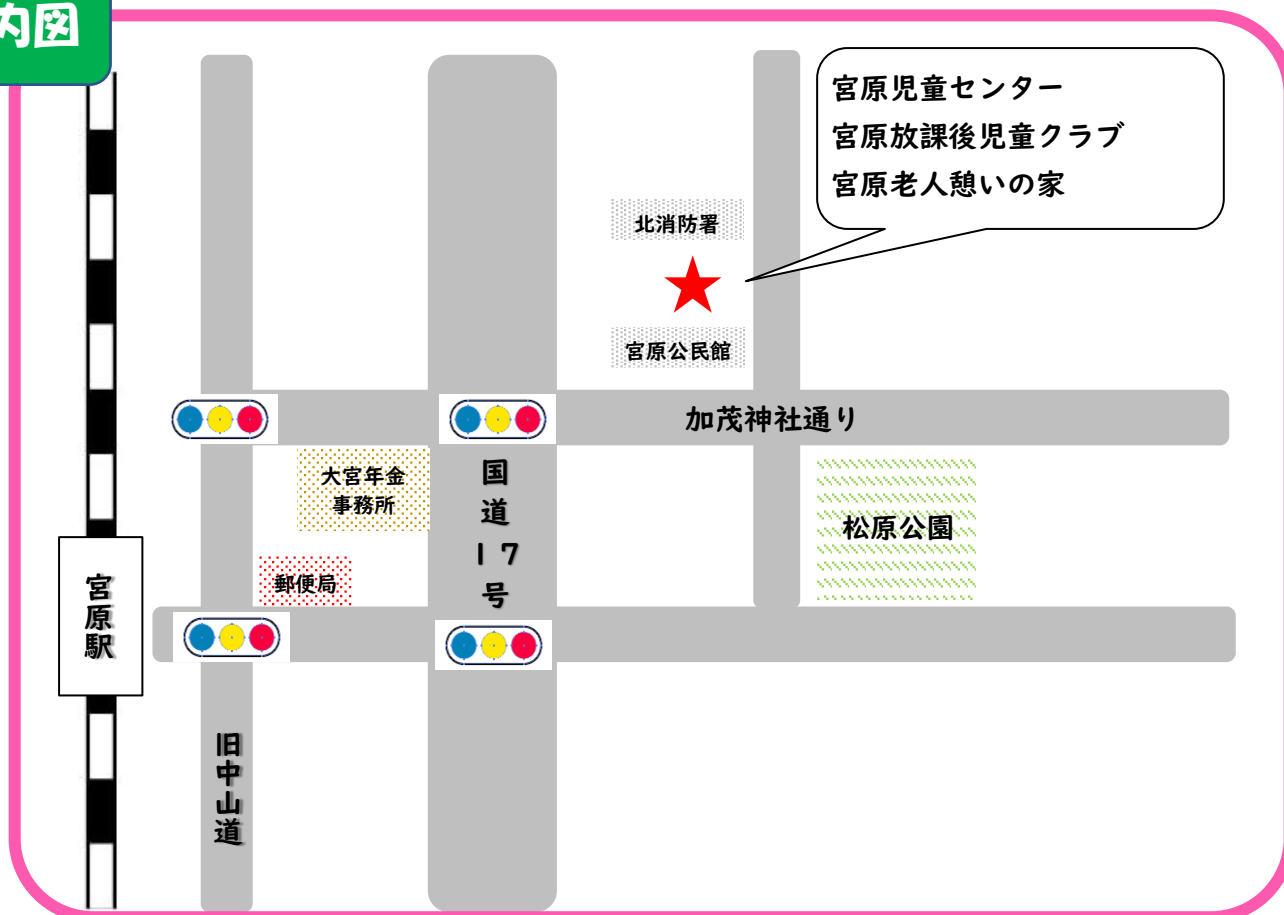 内図
宮原児童センター
宮原放課後児童クラブ
宮原老人憩いの家
北消防署
宮原公民館
加茂神社通り
大宮年金
事務所
国道17号
松原公園
郵便局
宮原駅
旧中山道